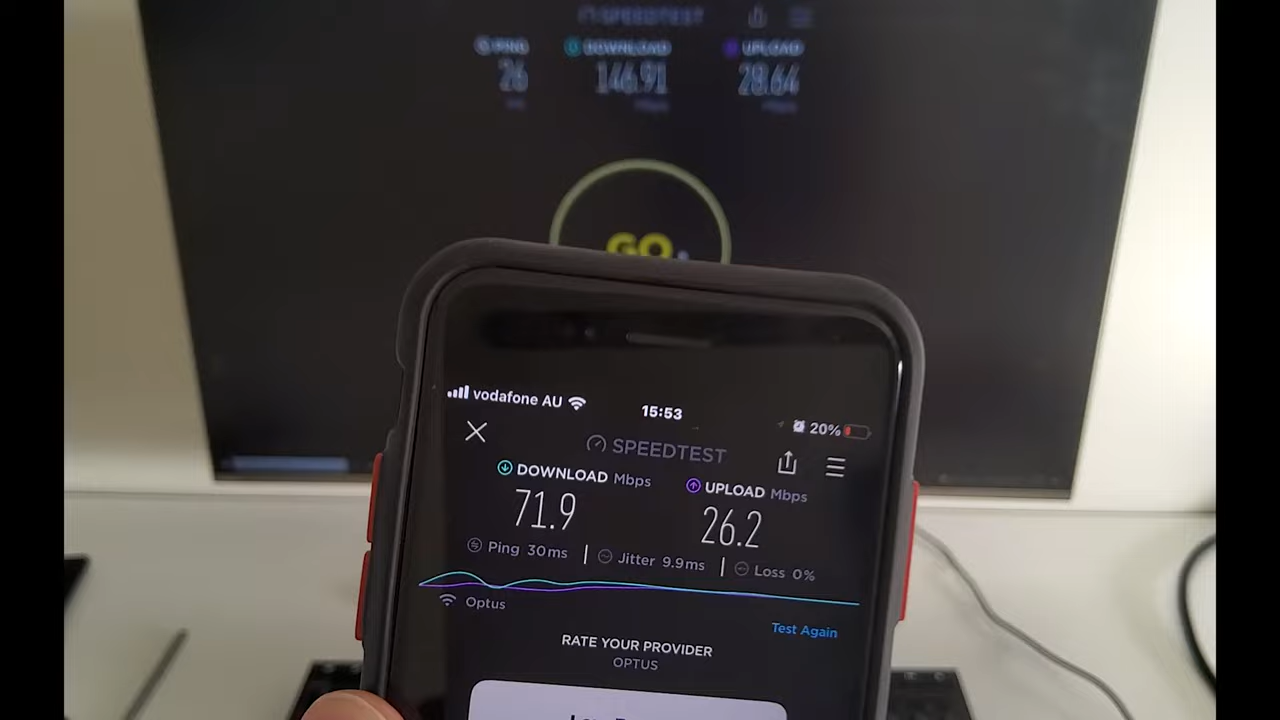 SPEEDTEST
PING DOWNLOAD UPLOAD
26 146.91 28.64
GO
vodafone AU 15:53 20%
SPEEDTEST
DOWNLOAD Mbps UPLOAD Mbps
71.9 26.2
Ping 30ms Jitter 9.9ms Loss 0%
Optus
Test Again
RATE YOUR PROVIDER
OPTUS